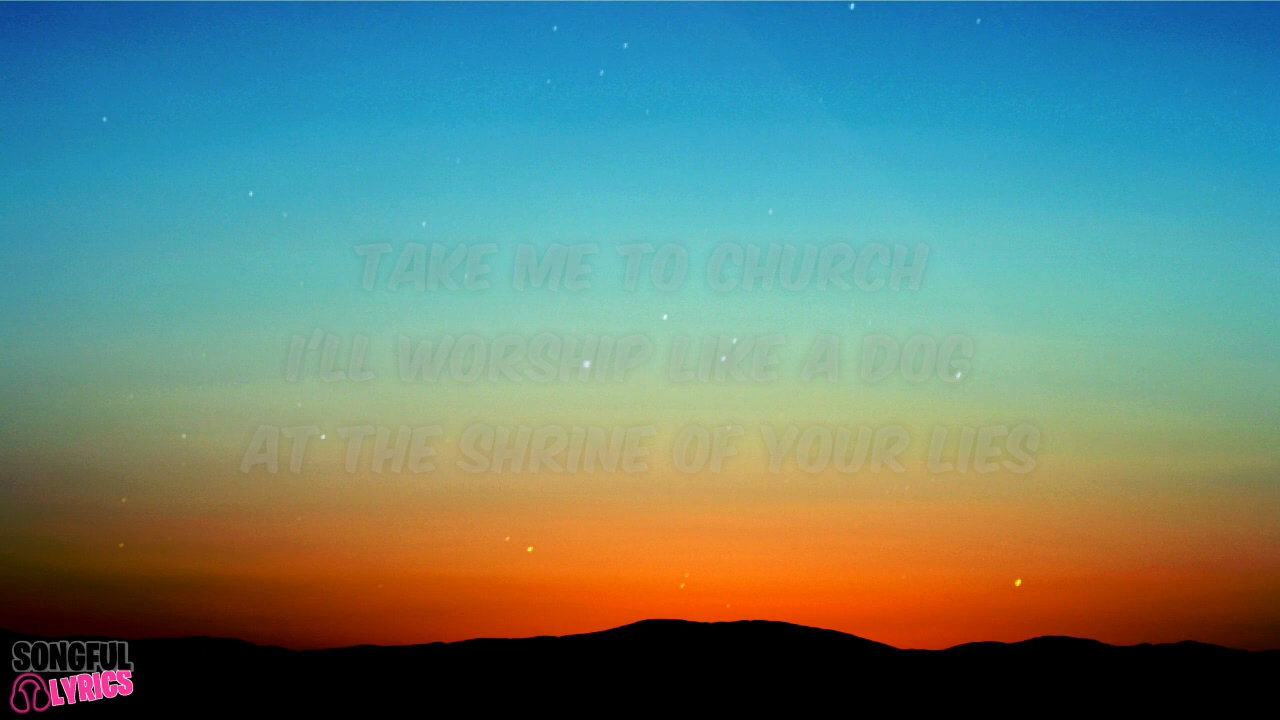 TAKE ME TO CHURCH
I'LL WORSHIP LIKE A DOG
AT THE SHRINE OF YOUR LIES
SONGFUL
LYRICS